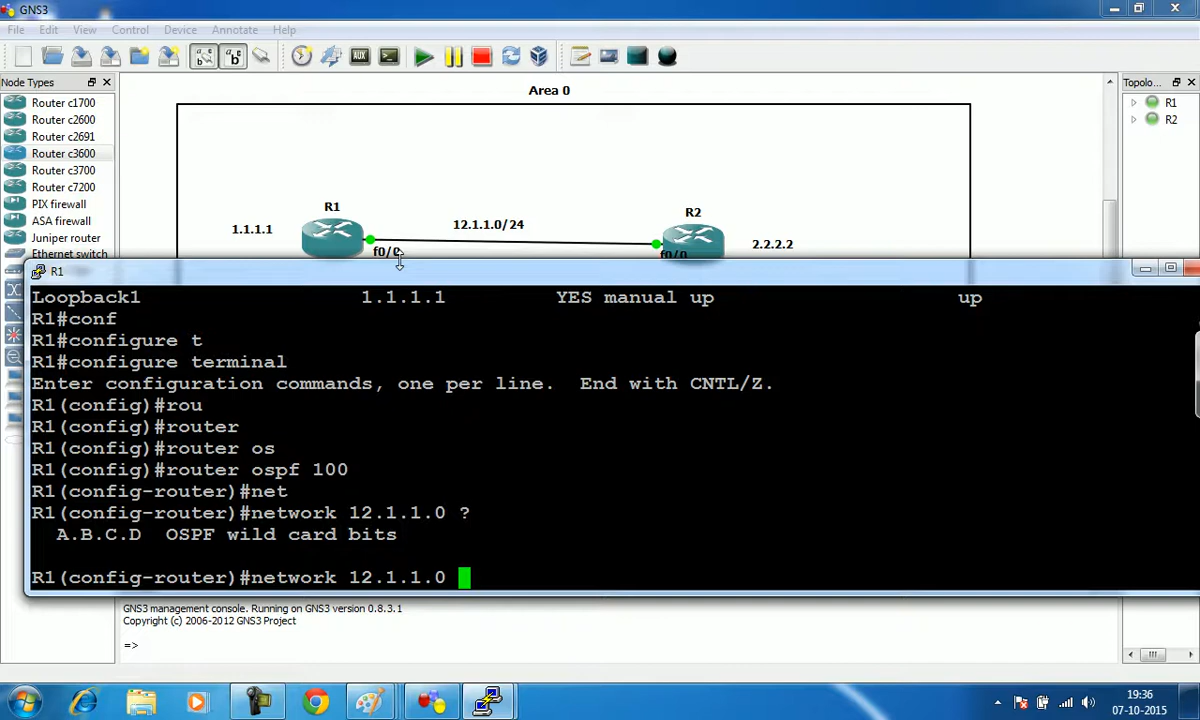 GNS3
File Edit View Control Device Annotate Help
Node Types
Router c1700
Router c2600
Router c2691
Router c3600
Router c3700
Router c7200
PIX firewall
ASA firewall
Juniper router
Ethernet switch
Area 0
R1
R2
1.1.1.1
12.1.1.0/24
2.2.2.2
f0/0
f0/0
Topolo...
R1
R2
R1
Loopback1 1.1.1.1 YES manual up up
R1#conf
R1#configure t
R1#configure terminal
Enter configuration commands, one per line. End with CNTL/Z.
R1(config)#rou
R1(config)#router
R1(config)#router os
R1(config)#router ospf 100
R1(config-router)#net
R1(config-router)#network 12.1.1.0 ?
A.B.C.D OSPF wild card bits
R1(config-router)#network 12.1.1.0
GNS3 management console. Running on GNS3 version 0.8.3.1
Copyright (c) 2006-2012 GNS3 Project
=>
19:36
07-10-2015